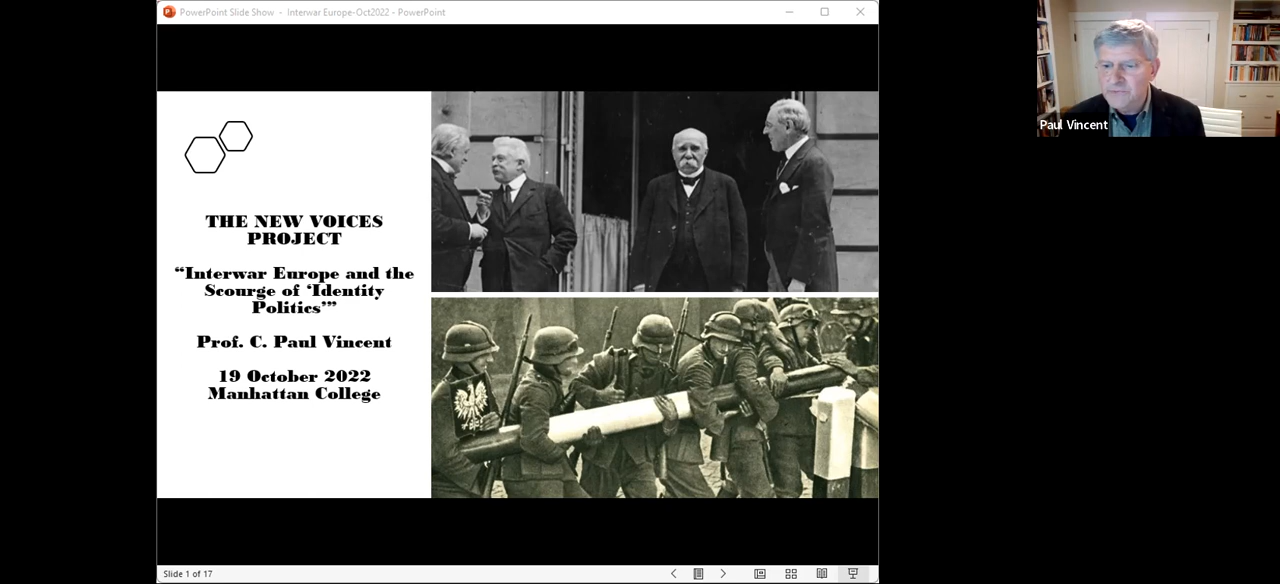 PowerPoint Slide Show - Interwar Europe-Oct2022 - PowerPoint
THE NEW VOICES
PROJECT
“Interwar Europe and the
Scourge of ‘Identity
Politics’”
Prof. C. Paul Vincent
19 October 2022
Manhattan College
Slide 1 of 17
Paul Vincent